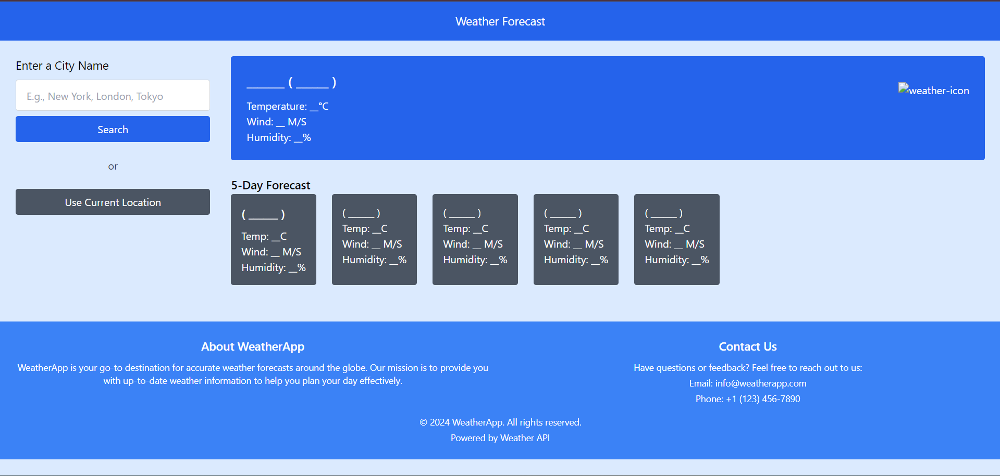 Weather Forecast
Enter a City Name
E.g., New York, London, Tokyo
Search
or
Use Current Location
______ ( _____ )
Temperature: __°C
Wind: __ M/S
Humidity: __%
weather-icon
5-Day Forecast
( _____ )
Temp: __C
Wind: __ M/S
Humidity: __%
( _____ )
Temp: __C
Wind: __ M/S
Humidity: __%
( _____ )
Temp: __C
Wind: __ M/S
Humidity: __%
( _____ )
Temp: __C
Wind: __ M/S
Humidity: __%
( _____ )
Temp: __C
Wind: __ M/S
Humidity: __%
About WeatherApp
WeatherApp is your go-to destination for accurate weather forecasts around the globe. Our mission is to provide you
with up-to-date weather information to help you plan your day effectively.
Contact Us
Have questions or feedback? Feel free to reach out to us:
Email: info@weatherapp.com
Phone: +1 (123) 456-7890
© 2024 WeatherApp. All rights reserved.
Powered by Weather API